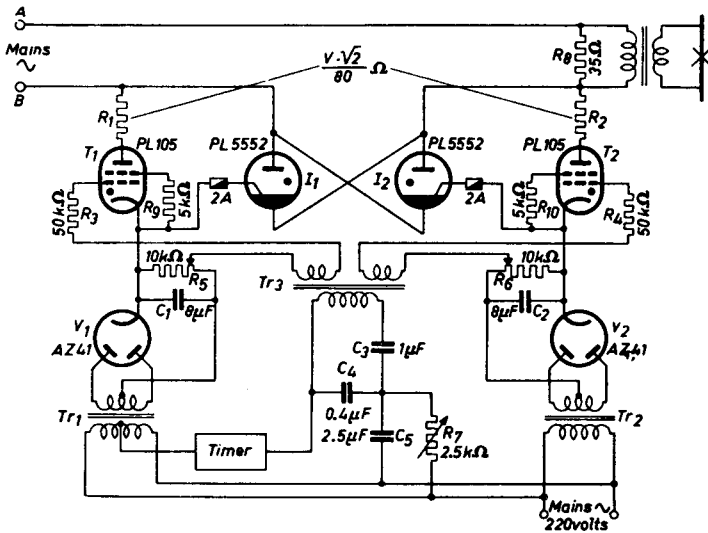 A
Mains
~
B
V·√2
80
Ω
R8
35Ω
R1
R2
PL105
PL5552
PL5552
PL105
T1
I1
I2
T2
2A
2A
50kΩ
R3
R9
5kΩ
5kΩ
R10
R4
50kΩ
10kΩ
R5
10kΩ
R6
Tr3
C1
8μF
8μF
C2
V1
AZ41
V2
AZ41
C3
1μF
C4
0.4μF
2.5μF
C5
R7
2.5kΩ
Tr1
Tr2
Timer
Mains ~
220volts